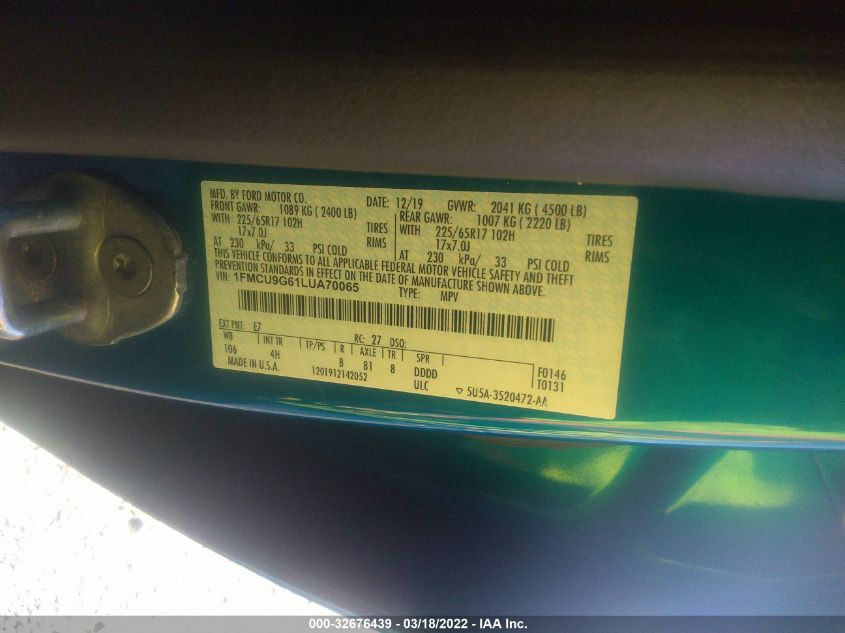 MFD. BY FORD MOTOR CO. DATE: 12/19 GVWR: 2041 KG ( 4500 LB)
FRONT GAWR: 1089 KG ( 2400 LB) REAR GAWR: 1007 KG ( 2220 LB)
WITH 225/65R17 102H TIRES WITH 225/65R17 102H TIRES
17x7.0J RIMS 17x7.0J RIMS
AT 230 kPa/ 33 PSI COLD AT 230 kPa/ 33 PSI COLD
THIS VEHICLE CONFORMS TO ALL APPLICABLE FEDERAL MOTOR VEHICLE SAFETY AND THEFT
PREVENTION STANDARDS IN EFFECT ON THE DATE OF MANUFACTURE SHOWN ABOVE.
VIN: 1FMCU9G61LUA70065 TYPE: MPV
EXT PNT: E7 RC: 27 DSO:
WB INT TR TP/PS R AXLE TR SPR
106 4H 8 81 8 DDDD F0146
MADE IN U.S.A. 1201912142052 ULC T0131
5U5A-3520472-AA
000-32676439 - 03/18/2022 - IAA Inc.